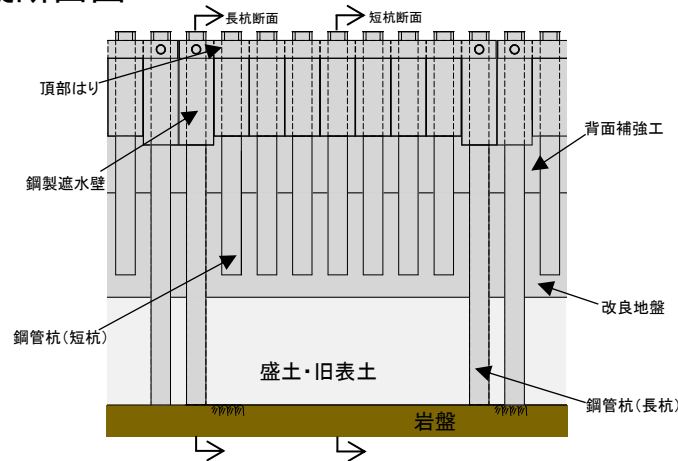 長杭断面
短杭断面
頂部はり
背面補強工
鋼製遮水壁
改良地盤
鋼管杭(短杭)
盛土・旧表土
鋼管杭(長杭)
岩盤